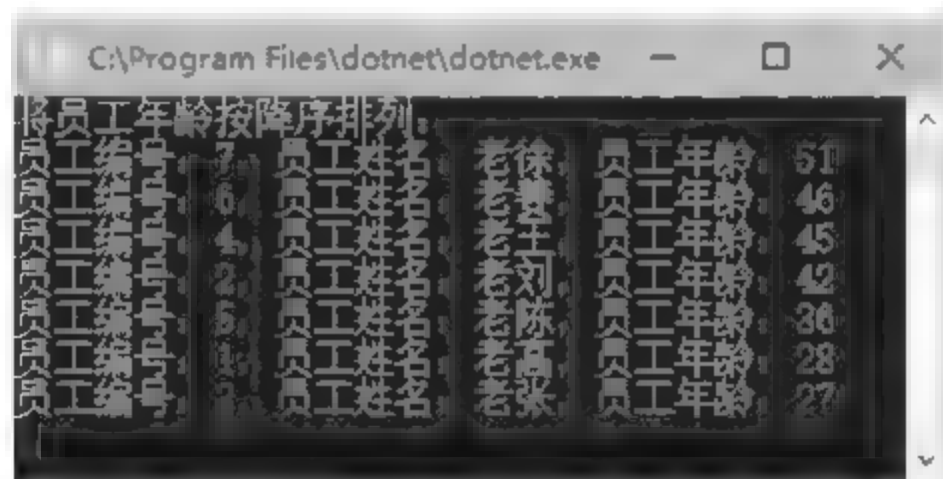 C:\Program Files\dotnet\dotnet.exe
将员工年龄按降序排列:
员工编号: 员工姓名: 老徐 员工年龄: 51
员工编号: 6, 员工姓名: 老 员工年龄: 46
员工编号: 4, 员工姓名: 老王 员工年龄: 45
员工编号: 2, 员工姓名: 老刘 员工年龄: 42
员工编号: 员工姓名: 老陈 员工年龄: 36
员工编号: 1, 员工姓名: 老高 员工年龄: 28
员工编号: 员工姓名: 老张 员工年龄: 27